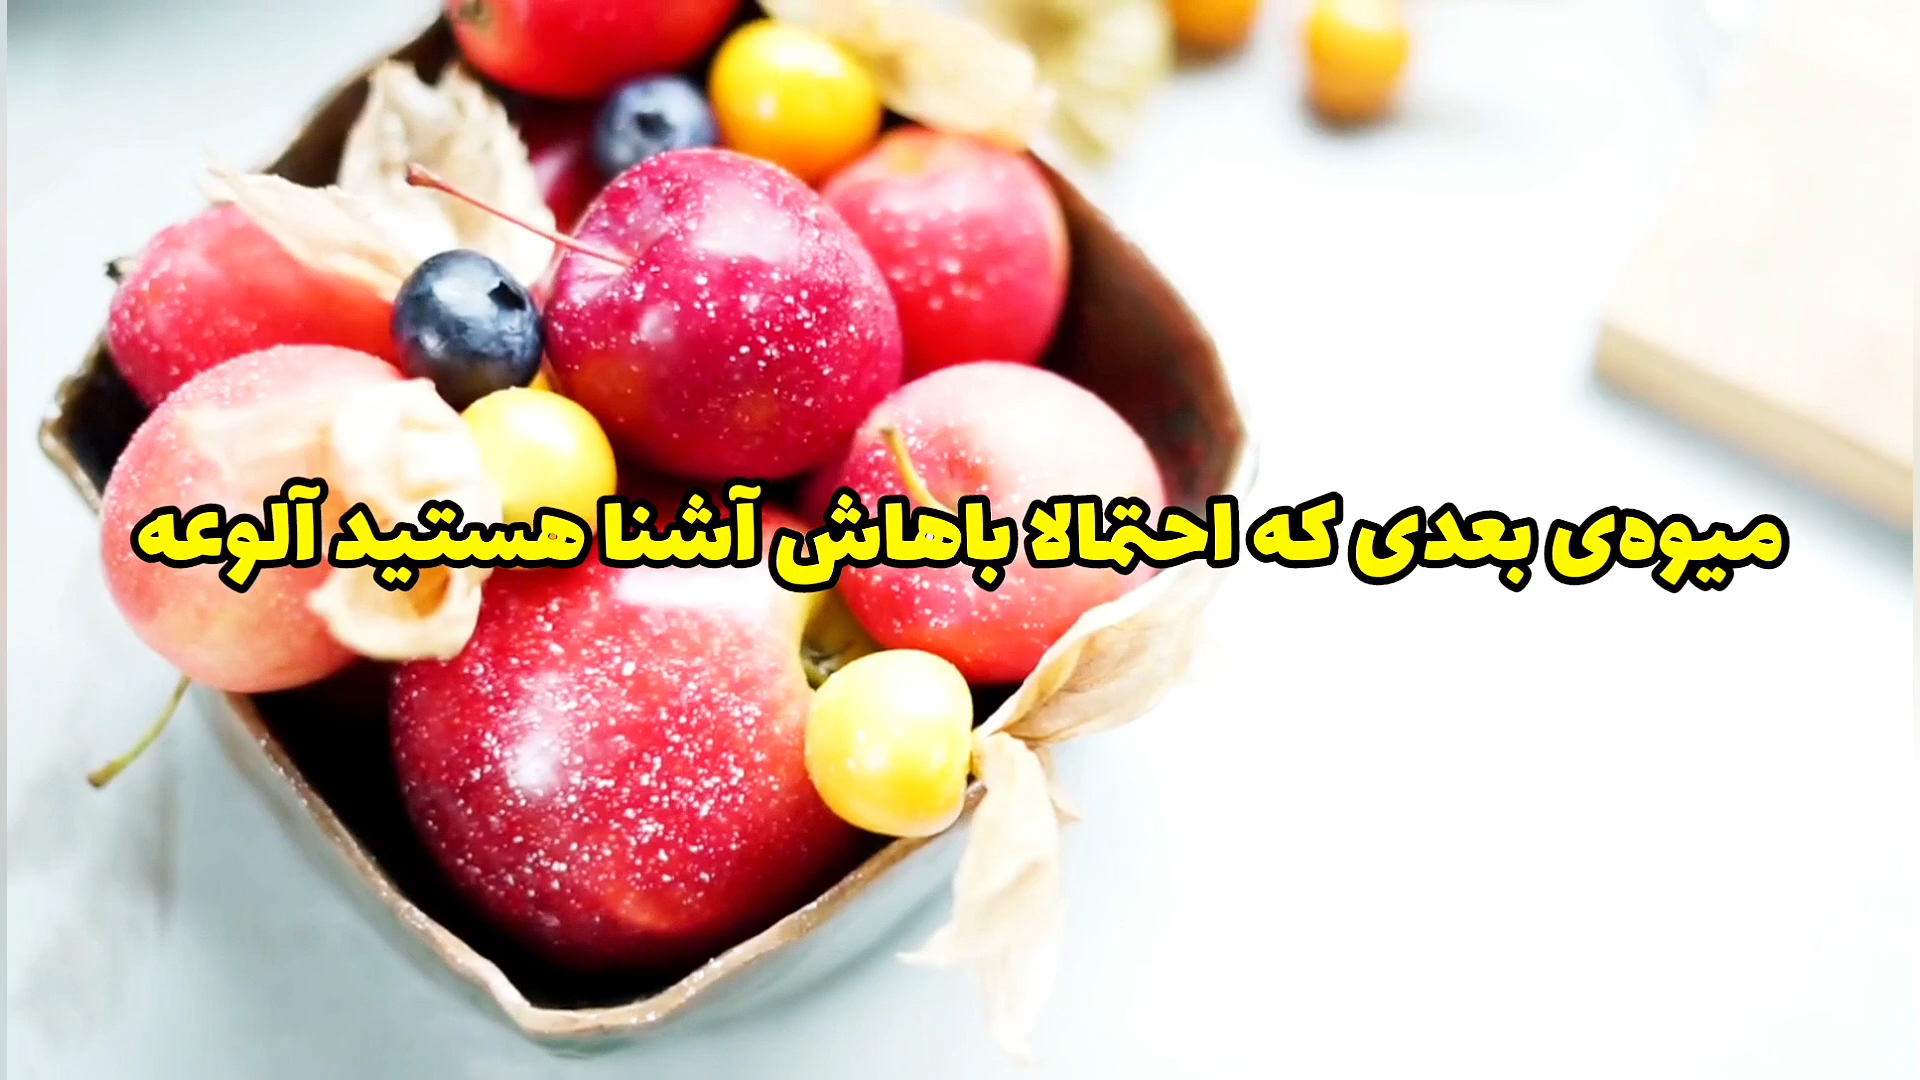 میوه‌ی بعدی که احتمالا باهاش آشنا هستید آلوعه